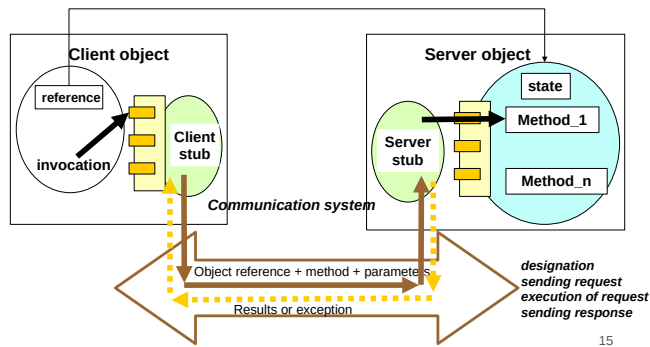 Client object
Server object
reference
state
Method_1
Client
stub
Server
stub
invocation
Method_n
Communication system
Object reference + method + parameters
Results or exception
designation
sending request
execution of request
sending response
15